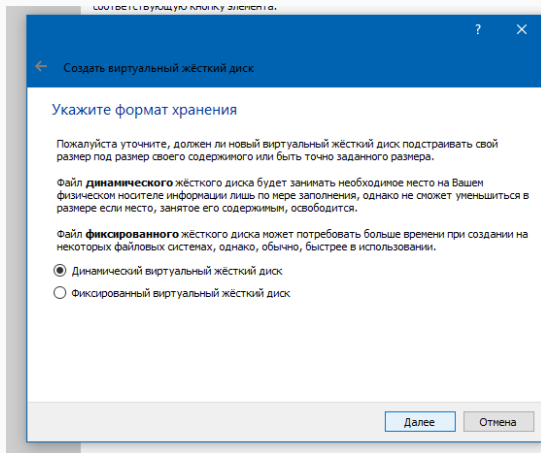 соответствующую кнопку элемента.
?
Создать виртуальный жёсткий диск
Укажите формат хранения
Пожалуйста уточните, должен ли новый виртуальный жёсткий диск подстраивать свой
размер под размер своего содержимого или быть точно заданного размера.
Файл динамического жёсткого диска будет занимать необходимое место на Вашем
физическом носителе информации лишь по мере заполнения, однако не сможет уменьшиться в
размере если место, занятое его содержимым, освободится.
Файл фиксированного жёсткого диска может потребовать больше времени при создании на
некоторых файловых системах, однако, обычно, быстрее в использовании.
Динамический виртуальный жёсткий диск
Фиксированный виртуальный жёсткий диск
Далее
Отмена